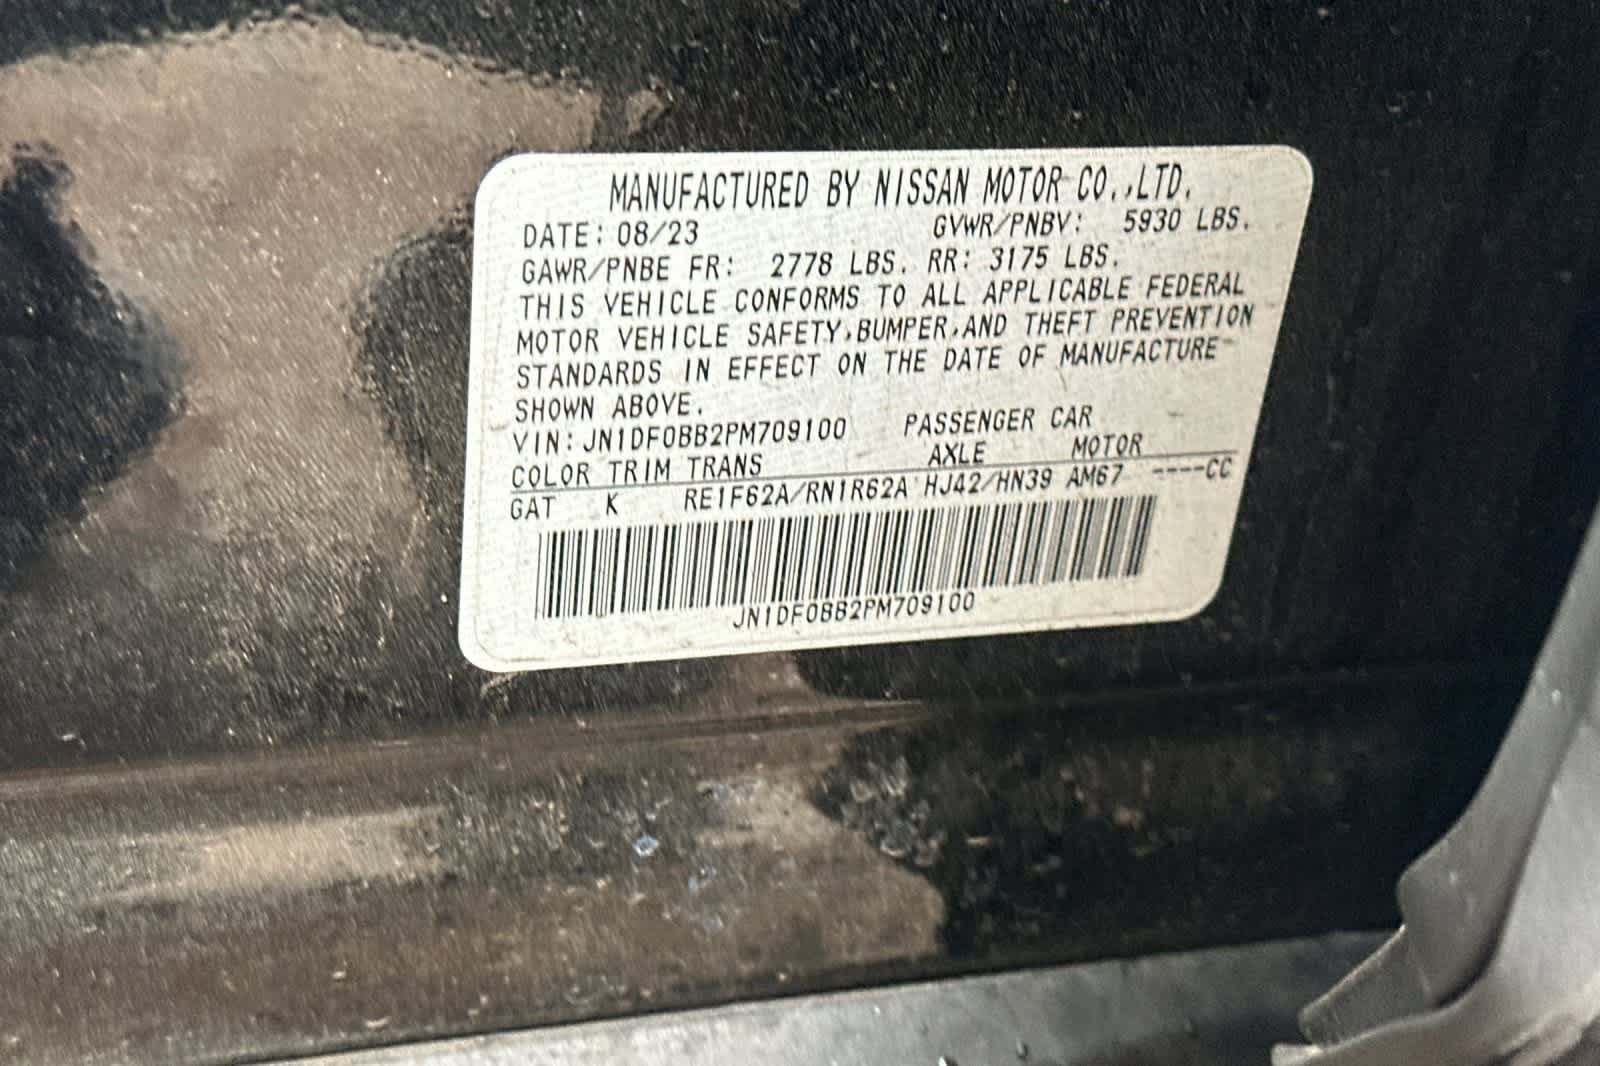 MANUFACTURED BY NISSAN MOTOR CO.,LTD.
DATE: 08/23 GVWR/PNBV: 5930 LBS.
GAWR/PNBE FR: 2778 LBS. RR: 3175 LBS.
THIS VEHICLE CONFORMS TO ALL APPLICABLE FEDERAL
MOTOR VEHICLE SAFETY,BUMPER,AND THEFT PREVENTION
STANDARDS IN EFFECT ON THE DATE OF MANUFACTURE
SHOWN ABOVE.
VIN: JN1DF0BB2PM709100 PASSENGER CAR
COLOR TRIM TRANS AXLE MOTOR
GAT K RE1F62A/RN1R62A HJ42/HN39 AM67 ----CC
JN1DF0BB2PM709100